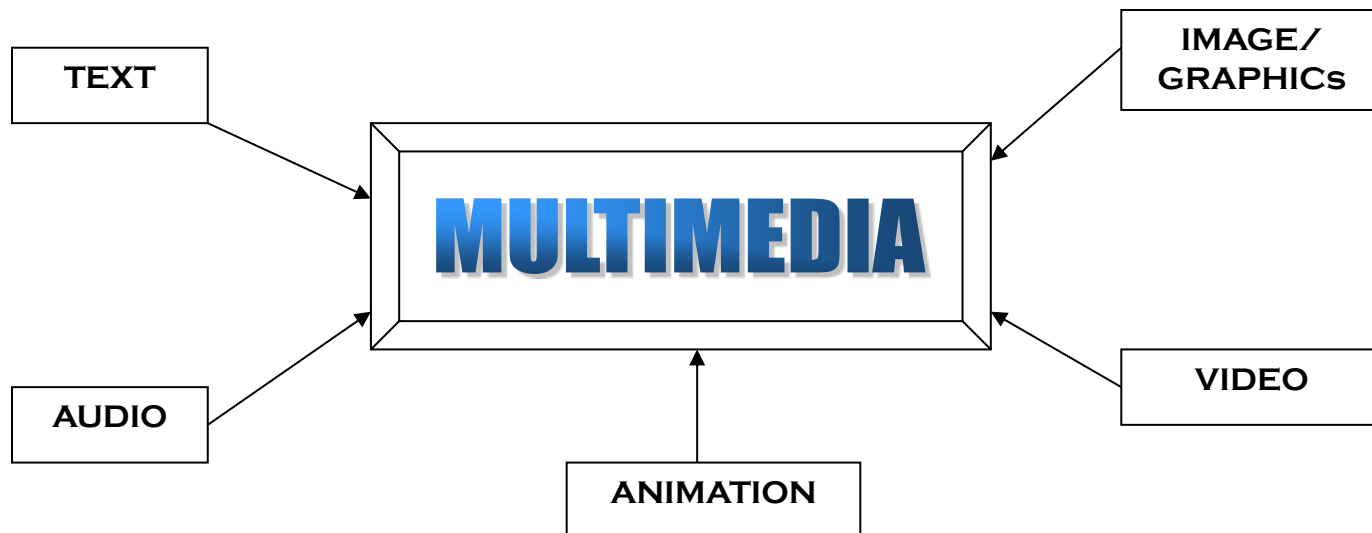 TEXT
IMAGE/
GRAPHICs
MULTIMEDIA
AUDIO
VIDEO
ANIMATION